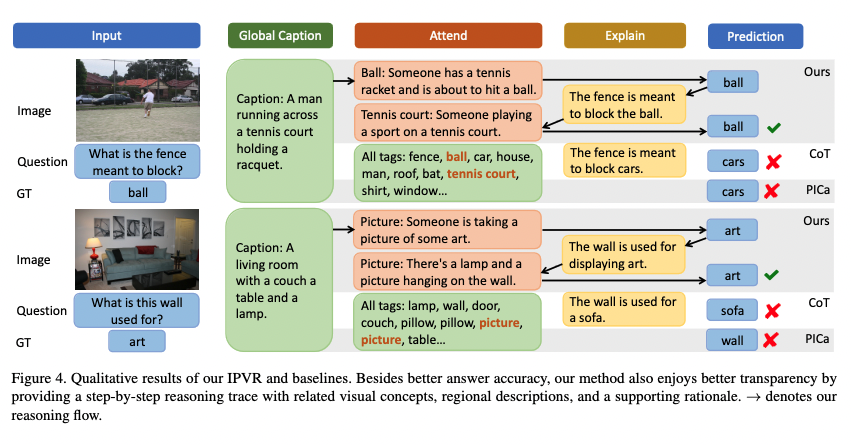 Input
Global Caption
Attend
Explain
Prediction
Image
Caption: A man
running across
a tennis court
holding a
racquet.
Ball: Someone has a tennis
racket and is about to hit a ball.
Tennis court: Someone playing
a sport on a tennis court.
The fence is meant
to block the ball.
ball
ball
Ours
Question
What is the fence
meant to block?
GT
ball
All tags: fence, ball, car, house,
man, roof, bat, tennis court,
shirt, window...
The fence is meant
to block cars.
cars
CoT
cars
PICa
Image
Caption: A
living room
with a couch a
table and a
lamp.
Picture: Someone is taking a
picture of some art.
Picture: There's a lamp and a
picture hanging on the wall.
The wall is used for
displaying art.
art
art
Ours
Question
What is this wall
used for?
GT
art
All tags: lamp, wall, door,
couch, pillow, pillow, picture,
picture, table...
The wall is used for
a sofa.
sofa
CoT
wall
PICa
Figure 4. Qualitative results of our IPVR and baselines. Besides better answer accuracy, our method also enjoys better transparency by
providing a step-by-step reasoning trace with related visual concepts, regional descriptions, and a supporting rationale. → denotes our
reasoning flow.